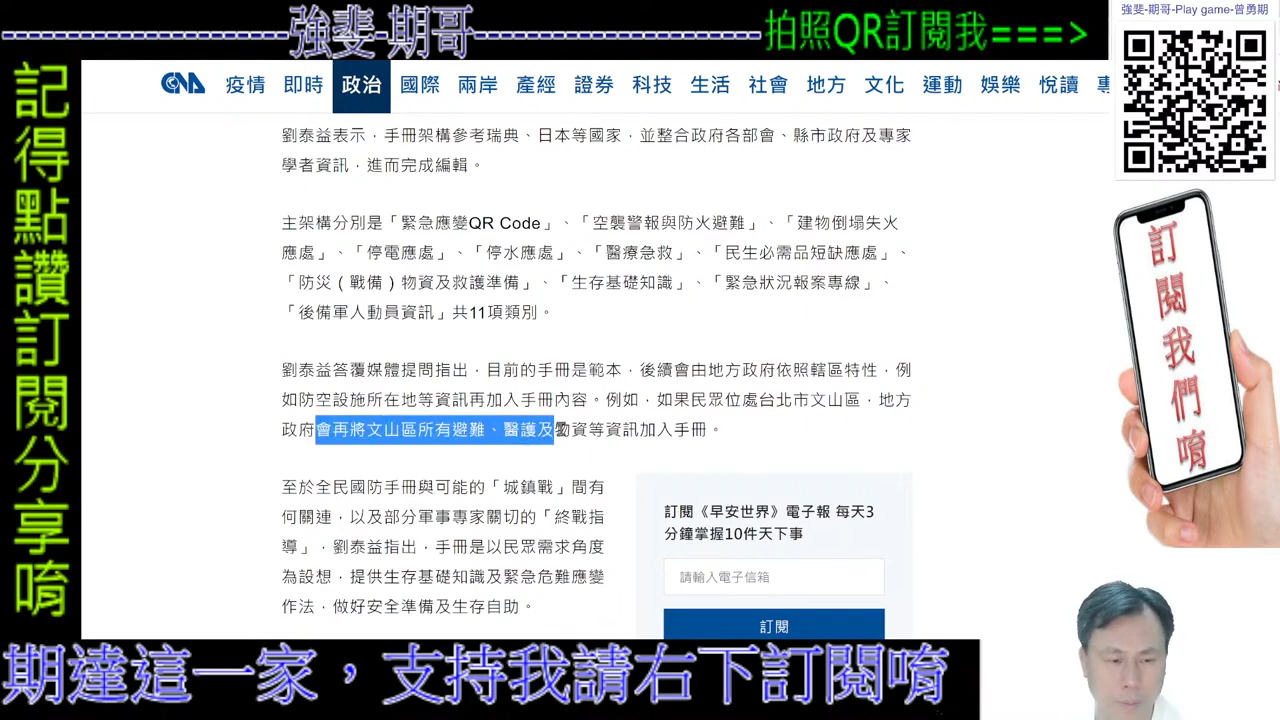 --------------------強斐-期哥--------------------
拍照QR訂閱我===>
強斐-期哥-Play game-曾勇期
記得點讚訂閱分享唷
CNA 疫情 即時 政治 國際 兩岸 產經 證券 科技 生活 社會 地方 文化 運動 娛樂 悅讀
劉泰益表示，手冊架構參考瑞典、日本等國家，並整合政府各部會、縣市政府及專家
學者資訊，進而完成編輯。
主架構分別是「緊急應變QR Code」、「空襲警報與防火避難」、「建物倒塌失火
應處」、「停電應處」、「停水應處」、「醫療急救」、「民生必需品短缺應處」、
「防災（戰備）物資及救護準備」、「生存基礎知識」、「緊急狀況報案專線」、
「後備軍人動員資訊」共11項類別。
劉泰益答覆媒體提問指出，目前的手冊是範本，後續會由地方政府依照轄區特性，例
如防空設施所在地等資訊再加入手冊內容。例如，如果民眾位處台北市文山區，地方
政府會再將文山區所有避難、醫護及物資等資訊加入手冊。
至於全民國防手冊與可能的「城鎮戰」間有
何關連，以及部分軍事專家關切的「終戰指
導」，劉泰益指出，手冊是以民眾需求角度
為設想，提供生存基礎知識及緊急危難應變
作法，做好安全準備及生存自助。
訂閱《早安世界》電子報 每天3
分鐘掌握10件天下事
請輸入電子信箱
訂閱
訂閱我們唷
期達這一家，支持我請右下訂閱唷